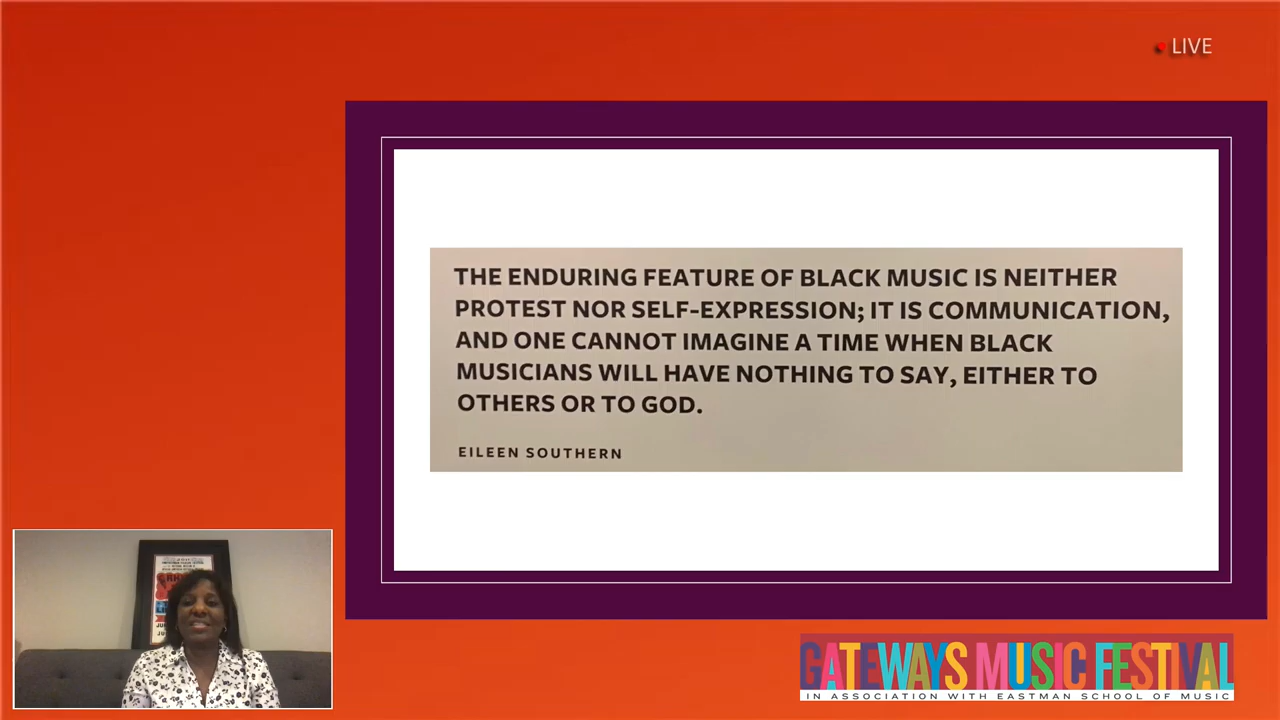 LIVE
THE ENDURING FEATURE OF BLACK MUSIC IS NEITHER
PROTEST NOR SELF-EXPRESSION; IT IS COMMUNICATION,
AND ONE CANNOT IMAGINE A TIME WHEN BLACK
MUSICIANS WILL HAVE NOTHING TO SAY, EITHER TO
OTHERS OR TO GOD.
EILEEN SOUTHERN
GATEWAYS MUSIC FESTIVAL
IN ASSOCIATION WITH EASTMAN SCHOOL OF MUSIC